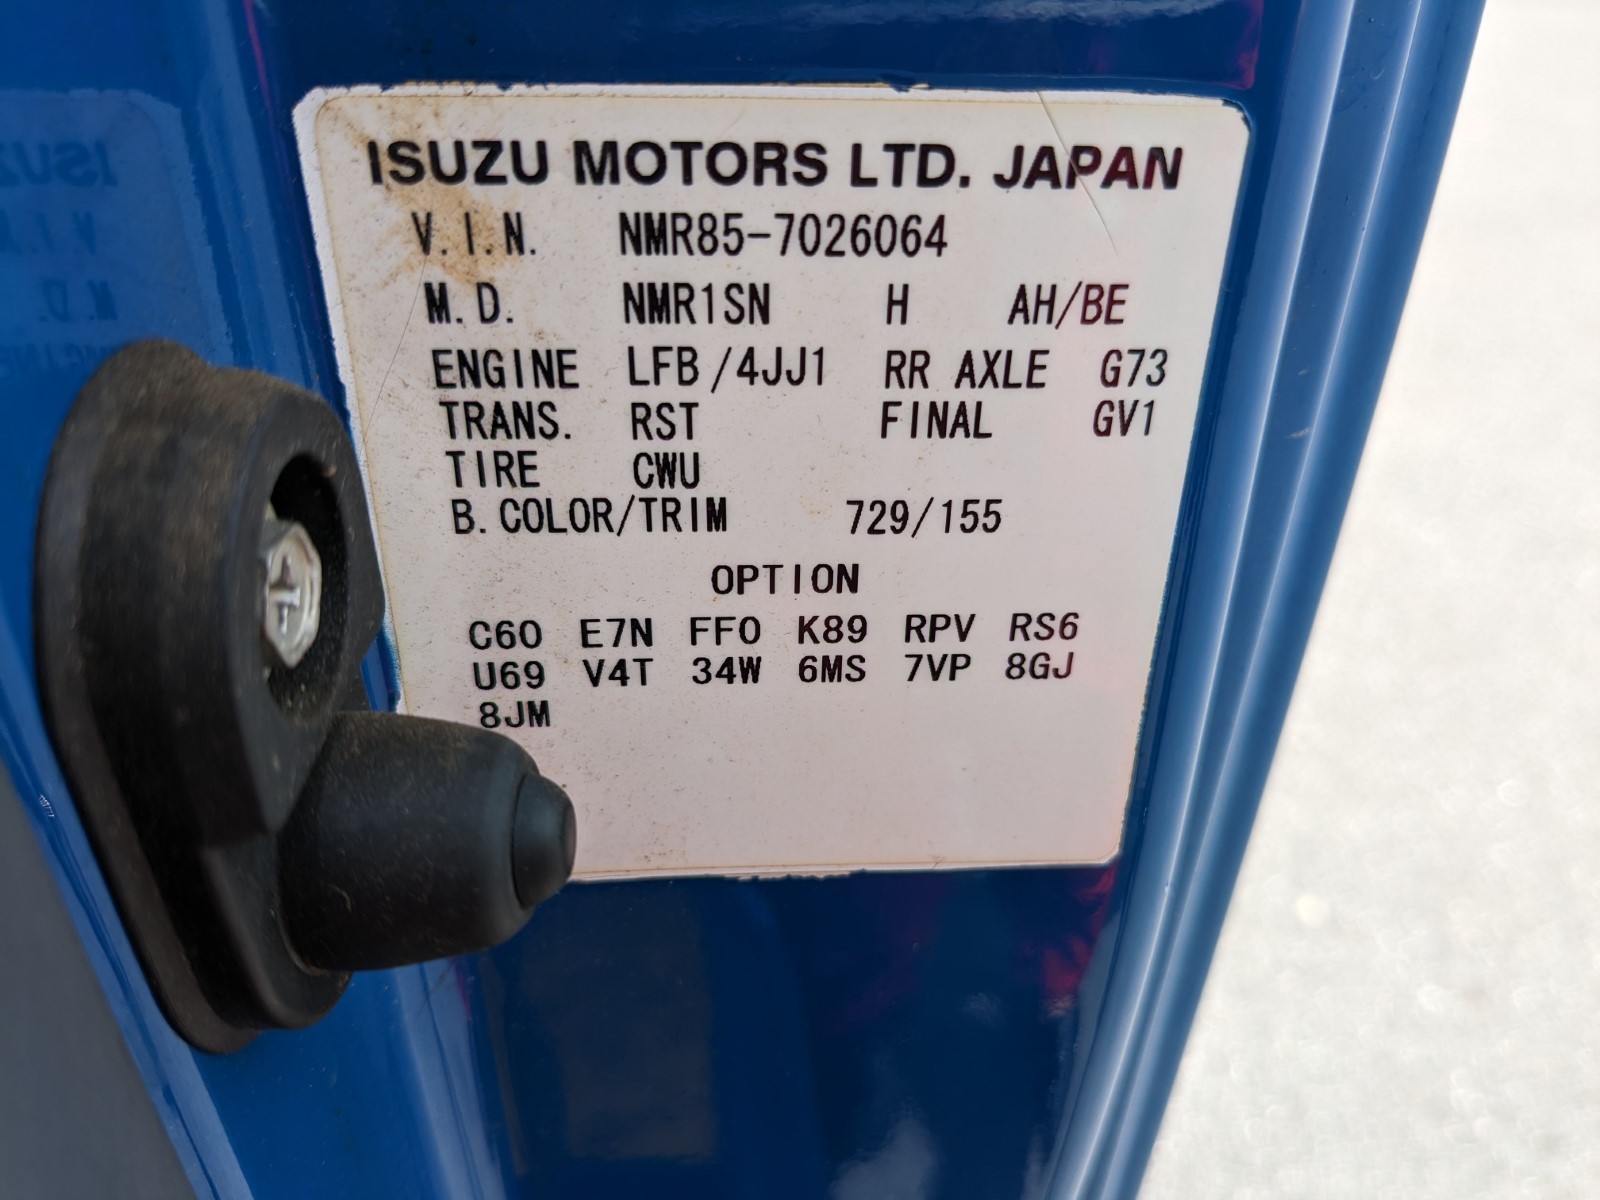 ISUZU MOTORS LTD. JAPAN
V.I.N. NMR85-7026064
M.D. NMR1SN H AH/BE
ENGINE LFB/4JJ1 RR AXLE G73
TRANS. RST FINAL GV1
TIRE CWU
B.COLOR/TRIM 729/155
OPTION
C60 E7N FF0 K89 RPV RS6
U69 V4T 34W 6MS 7VP 8GJ
8JM